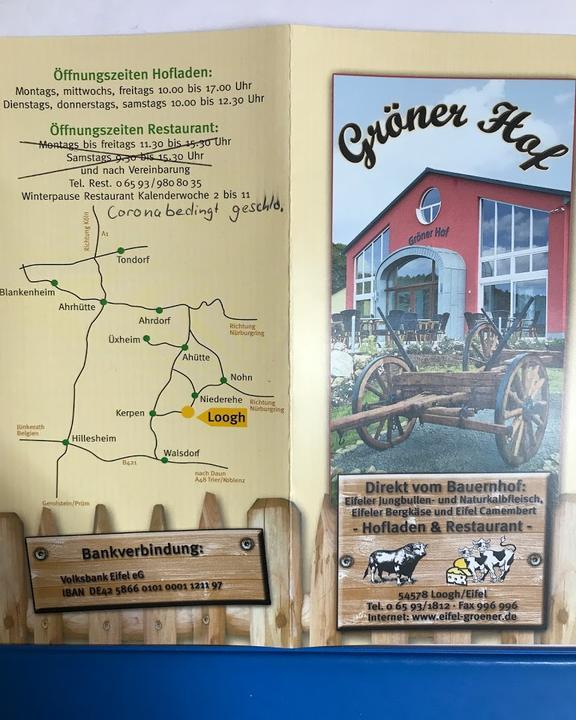 Öffnungszeiten Hofladen:
Montags, mittwochs, freitags 10.00 bis 17.00 Uhr
Dienstags, donnerstags, samstags 10.00 bis 12.30 Uhr
Öffnungszeiten Restaurant:
Montags bis freitags 11.30 bis 15.30 Uhr
Samstags 9.30 bis 15.30 Uhr
und nach Vereinbarung
Tel. Rest. 0 65 93 / 980 80 35
Winterpause Restaurant Kalenderwoche 2 bis 11
Corona bedingt geschlo.
Richtung Köln
A1
Tondorf
Blankenheim
Ahrhütte
Ahrdorf
Richtung
Nürburgring
Üxheim
Ahütte
Nohn
Niederehe
Richtung
Nürburgring
Kerpen
Loogh
Jünkerath
Belgien
Hillesheim
Walsdorf
B421
nach Daun
A48 Trier/Koblenz
Gerolstein/Prüm
Bankverbindung:
Volksbank Eifel eG
IBAN DE42 5866 0101 0001 1211 97
Gröner Hof
Gröner Hof
Direkt vom Bauernhof:
Eifeler Jungbullen- und Naturkalbfleisch,
Eifeler Bergkäse und Eifel Camembert
- Hofladen & Restaurant -
54578 Loogh/Eifel
Tel. 0 65 93/1812 · Fax 996 996
Internet: www.eifel-groener.de